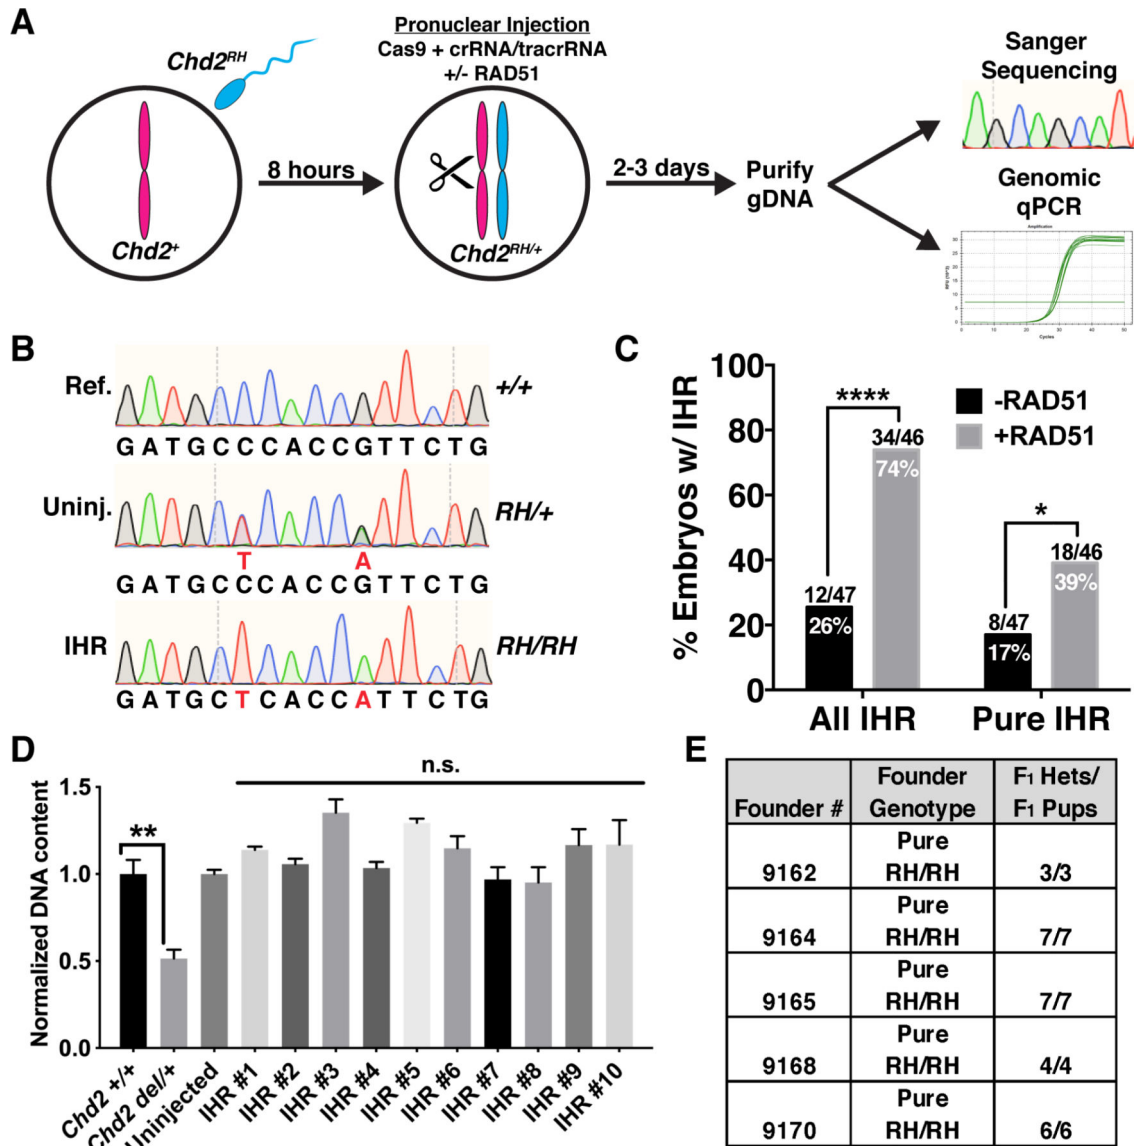 A
Pronuclear Injection
Cas9 + crRNA/tracrRNA
+/- RAD51
Chd2RH
Chd2+
8 hours
Chd2RH/+
2-3 days
Purify
gDNA
Sanger
Sequencing
Genomic
qPCR
Amplification
Cycles
B
Ref.
+/+
G A T G C C C A C C G T T C T G
Uninj.
RH/+
T A
G A T G C C C A C C G T T C T G
IHR
RH/RH
G A T G C T C A C C A T T C T G
C
% Embryos w/ IHR
100
80
60
40
20
0
-RAD51
+RAD51
****
34/46
74%
12/47
26%
*
18/46
39%
8/47
17%
All IHR
Pure IHR
D
n.s.
**
Normalized DNA content
1.5
1.0
0.5
0.0
Chd2 +/+
Chd2 del/+
Uninjected
IHR #1
IHR #2
IHR #3
IHR #4
IHR #5
IHR #6
IHR #7
IHR #8
IHR #9
IHR #10
E
Founder #
Founder
Genotype
F1 Hets/
F1 Pups
9162
Pure
RH/RH
3/3
9164
Pure
RH/RH
7/7
9165
Pure
RH/RH
7/7
9168
Pure
RH/RH
4/4
9170
Pure
RH/RH
6/6